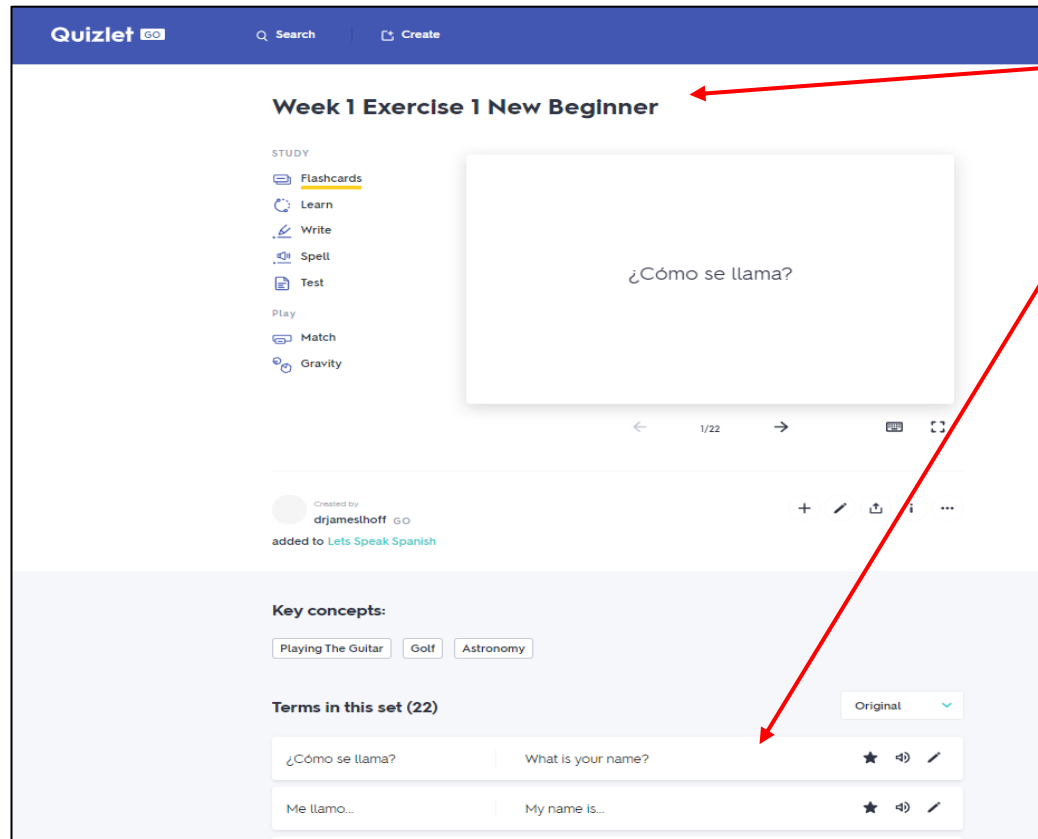 Quizlet GO Search Create
Week 1 Exercise 1 New Beginner
STUDY
Flashcards
Learn
Write
Spell
Test
Play
Match
Gravity
¿Cómo se llama?
1/22
Created by
drjameslhoff GO
added to Lets Speak Spanish
Key concepts:
Playing The Guitar Golf Astronomy
Terms in this set (22) Original
¿Cómo se llama? What is your name?
Me llamo... My name is...